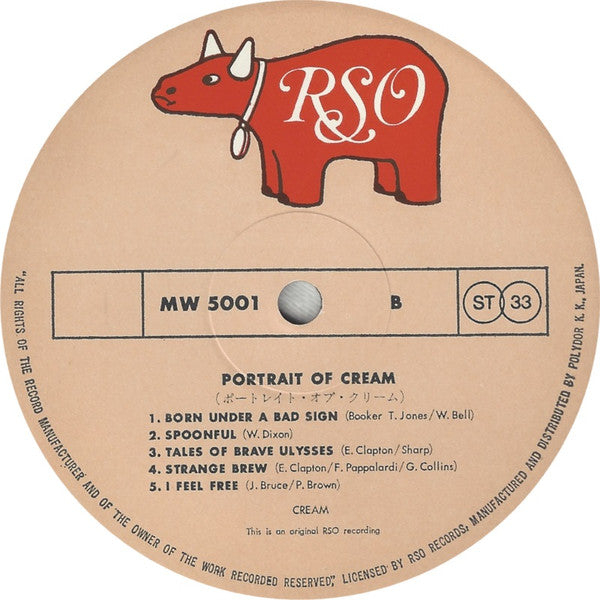 RSO
MW 5001 B ST 33
PORTRAIT OF CREAM
(ポートレイト・オブ・クリーム)
1. BORN UNDER A BAD SIGN (Booker T. Jones/W. Bell)
2. SPOONFUL (W. Dixon)
3. TALES OF BRAVE ULYSSES (E. Clapton/Sharp)
4. STRANGE BREW (E. Clapton/F. Pappalardi/G. Collins)
5. I FEEL FREE (J. Bruce/P. Brown)
CREAM
This is an original RSO recording
"ALL RIGHTS OF THE RECORD MANUFACTURER AND OF THE OWNER OF THE WORK RECORDED RESERVED", LICENSED BY RSO RECORDS, MANUFACTURED AND DISTRIBUTED BY POLYDOR K. K., JAPAN.